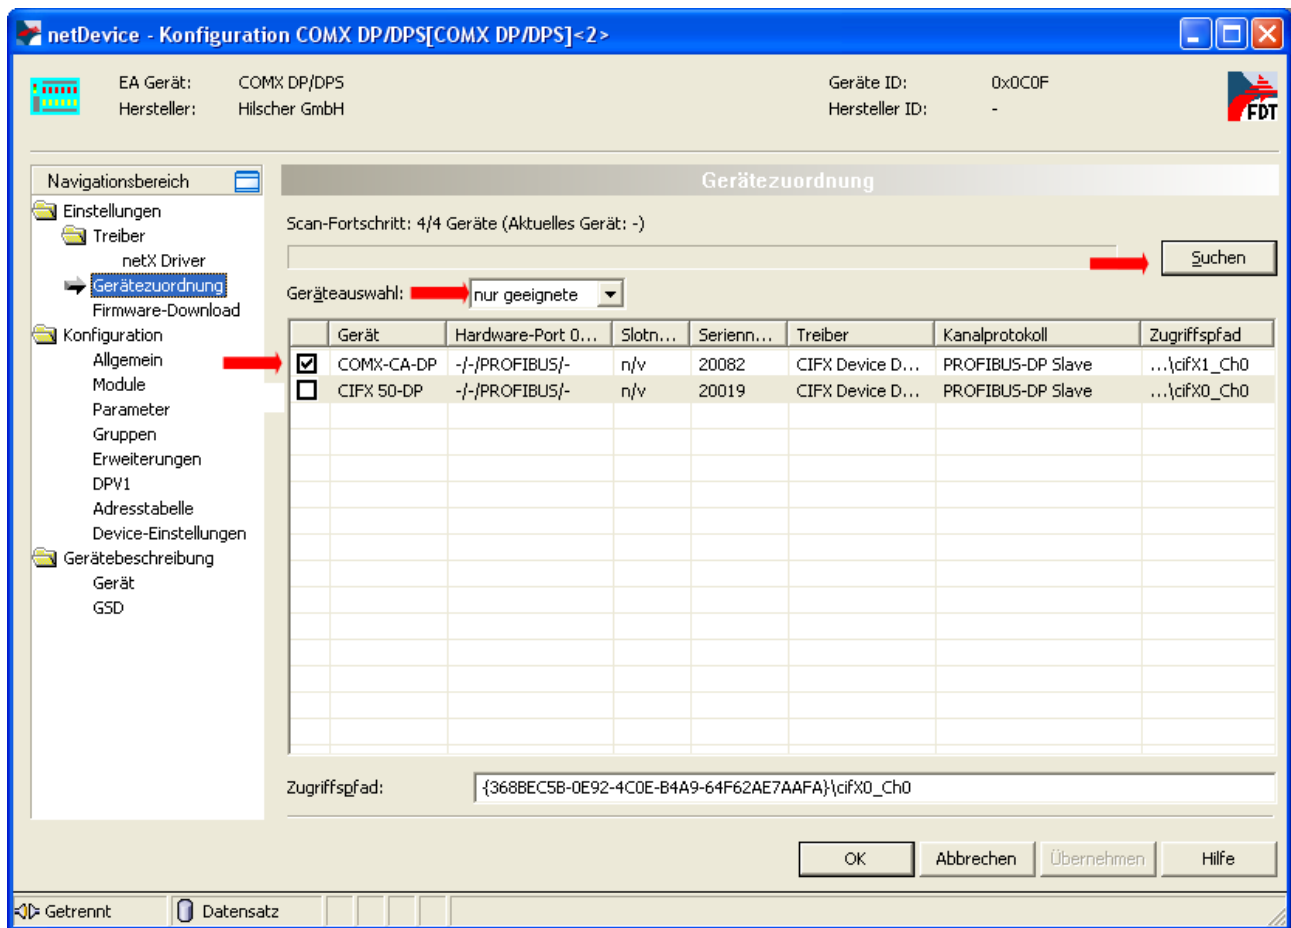 netDevice - Konfiguration COMX DP/DPS[COMX DP/DPS]<2>
EA Gerät: COMX DP/DPS Geräte ID: 0x0C0F
Hersteller: Hilscher GmbH Hersteller ID: -
FDT
Navigationsbereich
Einstellungen
Treiber
netX Driver
Gerätezuordnung
Firmware-Download
Konfiguration
Allgemein
Module
Parameter
Gruppen
Erweiterungen
DPV1
Adresstabelle
Device-Einstellungen
Gerätebeschreibung
Gerät
GSD
Gerätezuordnung
Scan-Fortschritt: 4/4 Geräte (Aktuelles Gerät: -)
Suchen
Geräteauswahl: nur geeignete
Gerät Hardware-Port 0... Slotn... Serienn... Treiber Kanalprotokoll Zugriffspfad
COMX-CA-DP -/-/PROFIBUS/- n/v 20082 CIFX Device D... PROFIBUS-DP Slave ...\cifX1_Ch0
CIFX 50-DP -/-/PROFIBUS/- n/v 20019 CIFX Device D... PROFIBUS-DP Slave ...\cifX0_Ch0
Zugriffspfad: {368BEC5B-0E92-4C0E-B4A9-64F62AE7AAFA}\cifX0_Ch0
OK Abbrechen Übernehmen Hilfe
Getrennt Datensatz